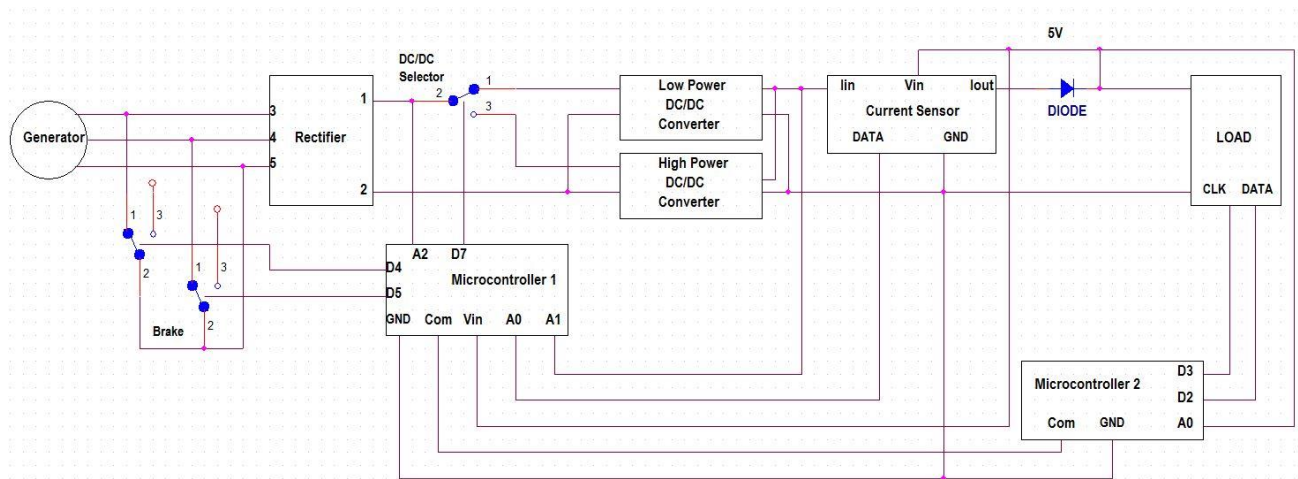 5V
DC/DC
Selector
1
2
3
1
Low Power
DC/DC
Converter
Iin Vin Iout
Current Sensor
DATA GND
DIODE
3
Generator
4
Rectifier
5
2
LOAD
CLK DATA
High Power
DC/DC
Converter
1
3
2
1
3
2
Brake
A2 D7
D4
Microcontroller 1
D5
GND Com Vin A0 A1
D3
Microcontroller 2
D2
A0
Com GND